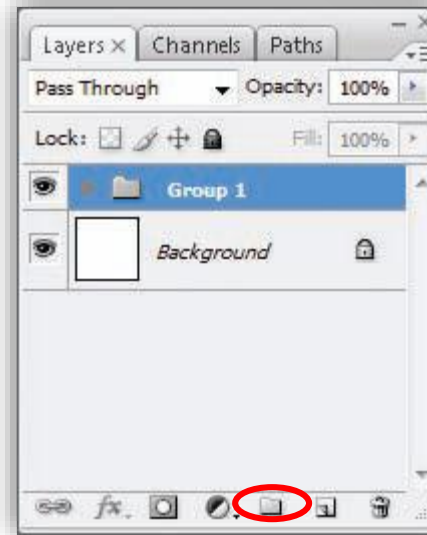 Layers × Channels Paths
Pass Through Opacity: 100%
Lock: Fill: 100%
Group 1
Background
fx.